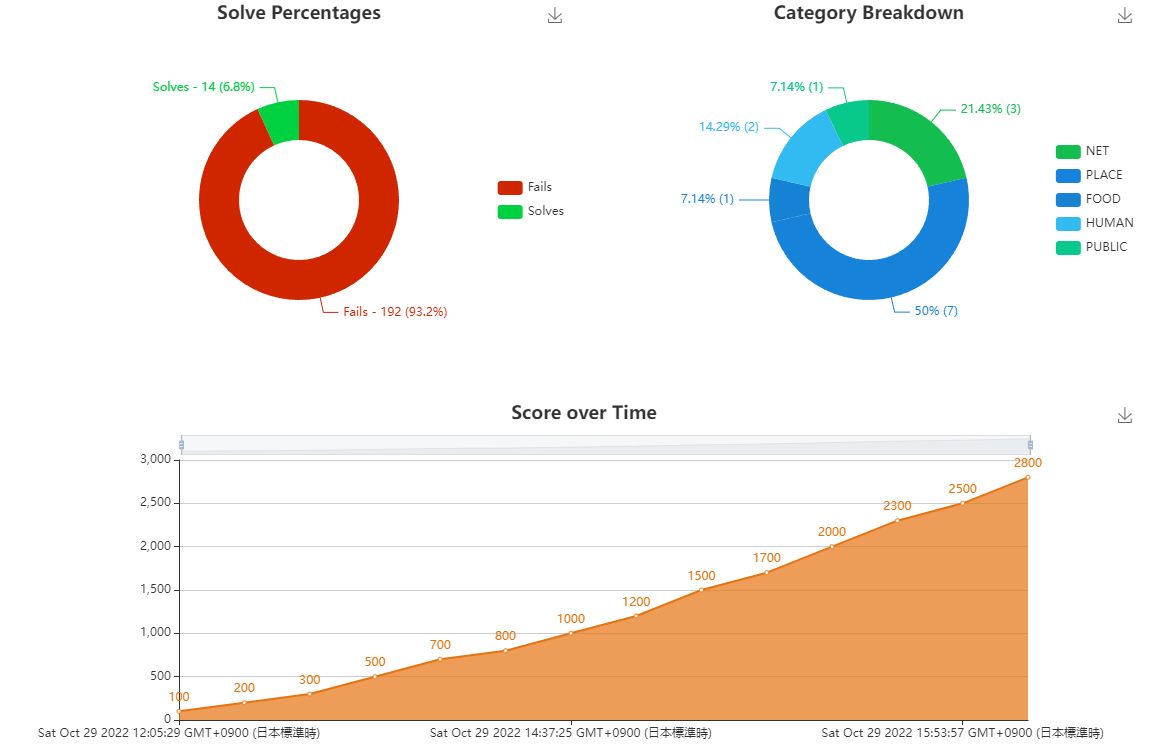 Solve Percentages
Solves - 14 (6.8%)
Fails - 192 (93.2%)
Fails
Solves
Category Breakdown
7.14% (1)
21.43% (3)
14.29% (2)
7.14% (1)
50% (7)
NET
PLACE
FOOD
HUMAN
PUBLIC
Score over Time
3,000
2,500
2,000
1,500
1,000
500
0
100
200
300
500
700
800
1000
1200
1500
1700
2000
2300
2500
2800
Sat Oct 29 2022 12:05:29 GMT+0900 (日本標準時)
Sat Oct 29 2022 14:37:25 GMT+0900 (日本標準時)
Sat Oct 29 2022 15:53:57 GMT+0900 (日本標準時)